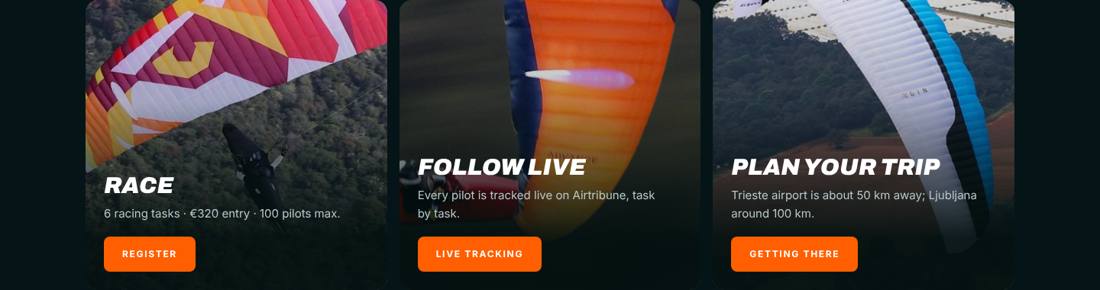 RACE
6 racing tasks · €320 entry · 100 pilots max.
REGISTER
FOLLOW LIVE
Every pilot is tracked live on Airtribune, task
by task.
LIVE TRACKING
PLAN YOUR TRIP
Trieste airport is about 50 km away; Ljubljana
around 100 km.
GETTING THERE